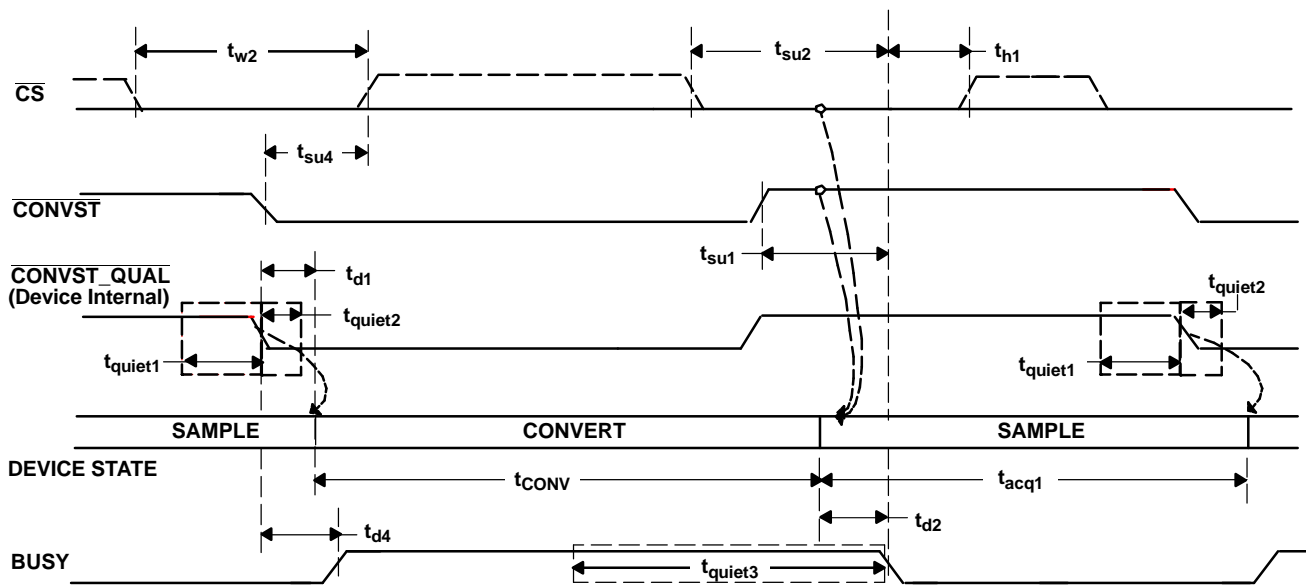 t_w2
t_su2
t_h1
CS
t_su4
CONVST
t_su1
CONVST_QUAL
(Device Internal)
t_d1
t_quiet2
t_quiet2
t_quiet1
t_quiet1
SAMPLE
CONVERT
SAMPLE
DEVICE STATE
t_CONV
t_acq1
t_d4
t_d2
BUSY
t_quiet3